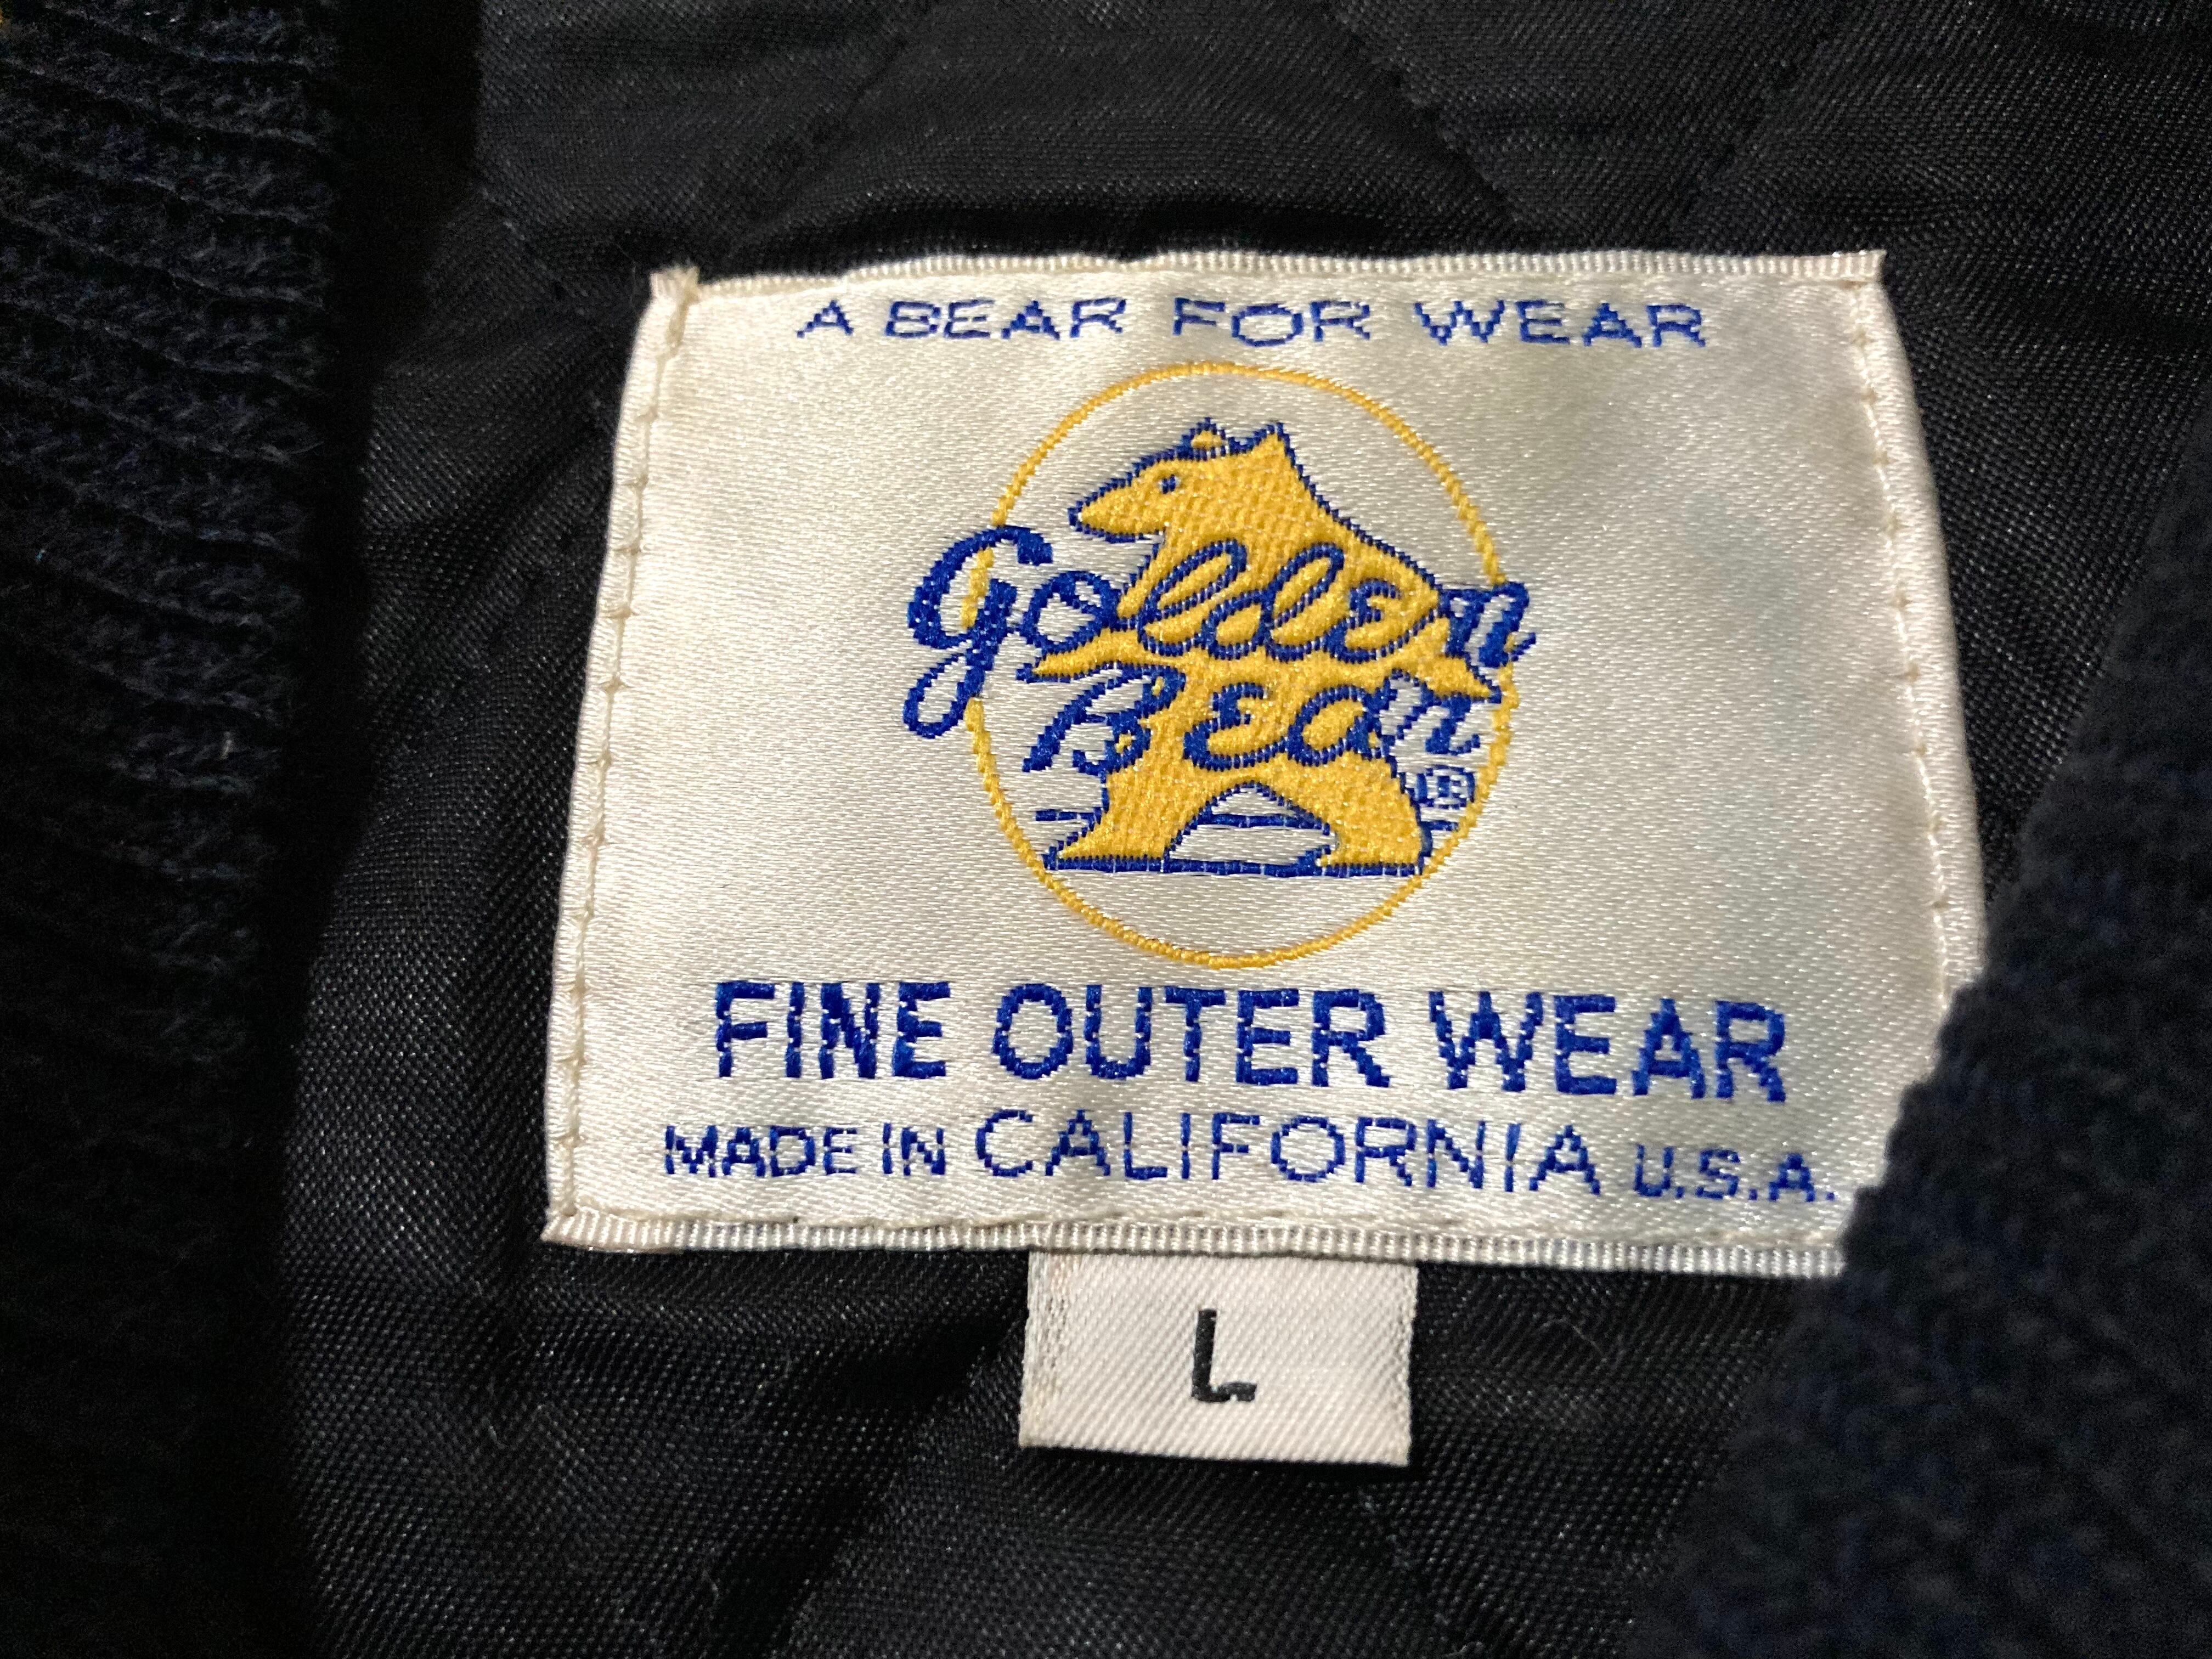 A BEAR FOR WEAR
Golden
Bear
®
FINE OUTER WEAR
MADE IN CALIFORNIA U.S.A.
L